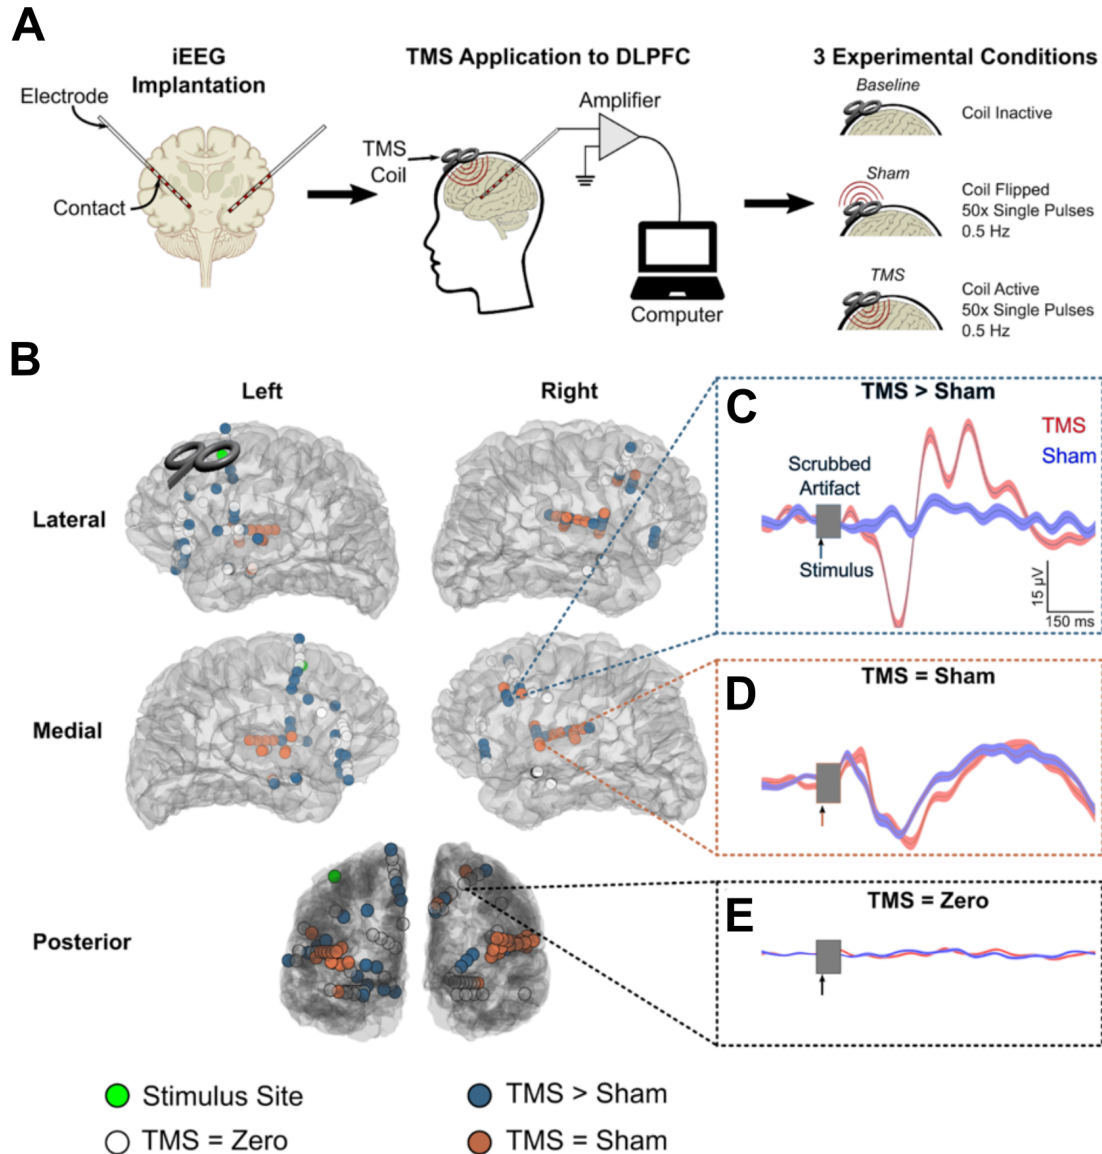 A
iEEG
Implantation
Electrode
Contact
TMS Application to DLPFC
Amplifier
TMS
Coil
Computer
3 Experimental Conditions
Baseline
Coil Inactive
Sham
Coil Flipped
50x Single Pulses
0.5 Hz
TMS
Coil Active
50x Single Pulses
0.5 Hz
B
Left
Right
Lateral
Medial
Posterior
C
TMS > Sham
TMS
Sham
Scrubbed
Artifact
Stimulus
15 µV
150 ms
D
TMS = Sham
E
TMS = Zero
Stimulus Site
TMS > Sham
TMS = Zero
TMS = Sham